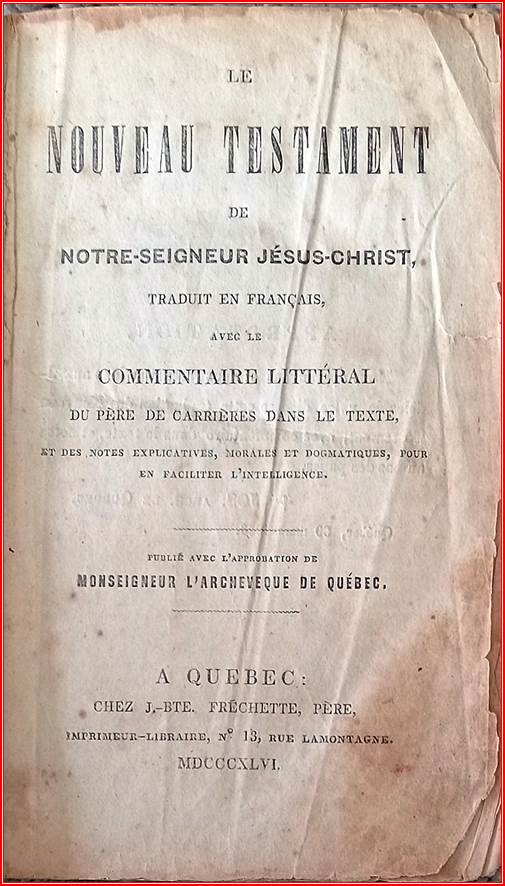 LE
NOUVEAU TESTAMENT
DE
NOTRE-SEIGNEUR JÉSUS-CHRIST,
TRADUIT EN FRANÇAIS,
AVEC LE
COMMENTAIRE LITTÉRAL
DU PÈRE DE CARRIÈRES DANS LE TEXTE,
ET DES NOTES EXPLICATIVES, MORALES ET DOGMATIQUES, POUR
EN FACILITER L'INTELLIGENCE.
PUBLIÉ AVEC L'APPROBATION DE
MONSEIGNEUR L'ARCHEVEQUE DE QUÉBEC.
A QUEBEC:
CHEZ J.-BTE. FRÉCHETTE, PÈRE,
IMPRIMEUR-LIBRAIRE, N° 13, RUE LAMONTAGNE.
MDCCCXLVI.